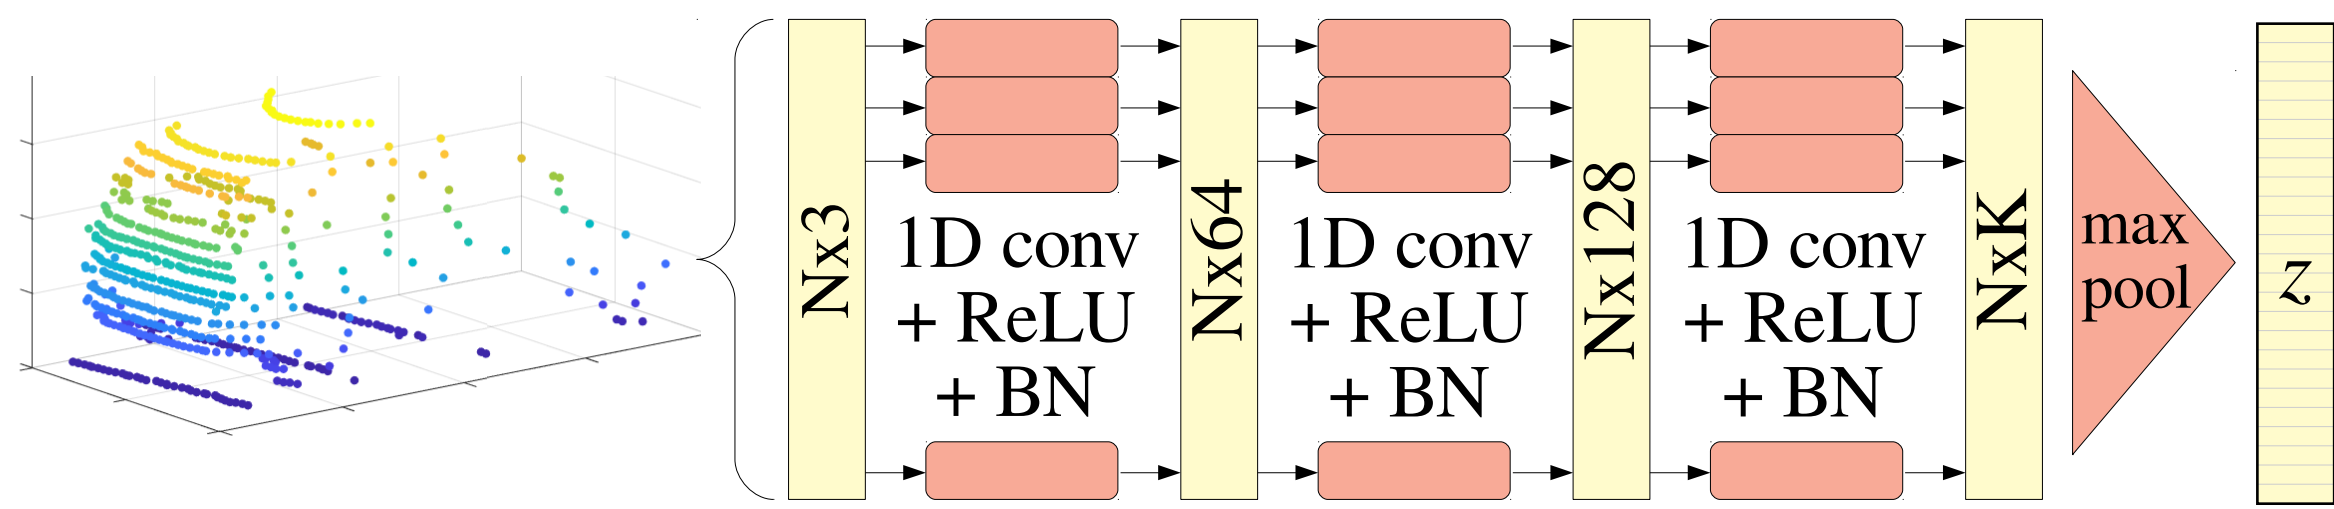 Nx3
1D conv
+ ReLU
+ BN
Nx64
1D conv
+ ReLU
+ BN
Nx128
1D conv
+ ReLU
+ BN
NxK
max
pool
z